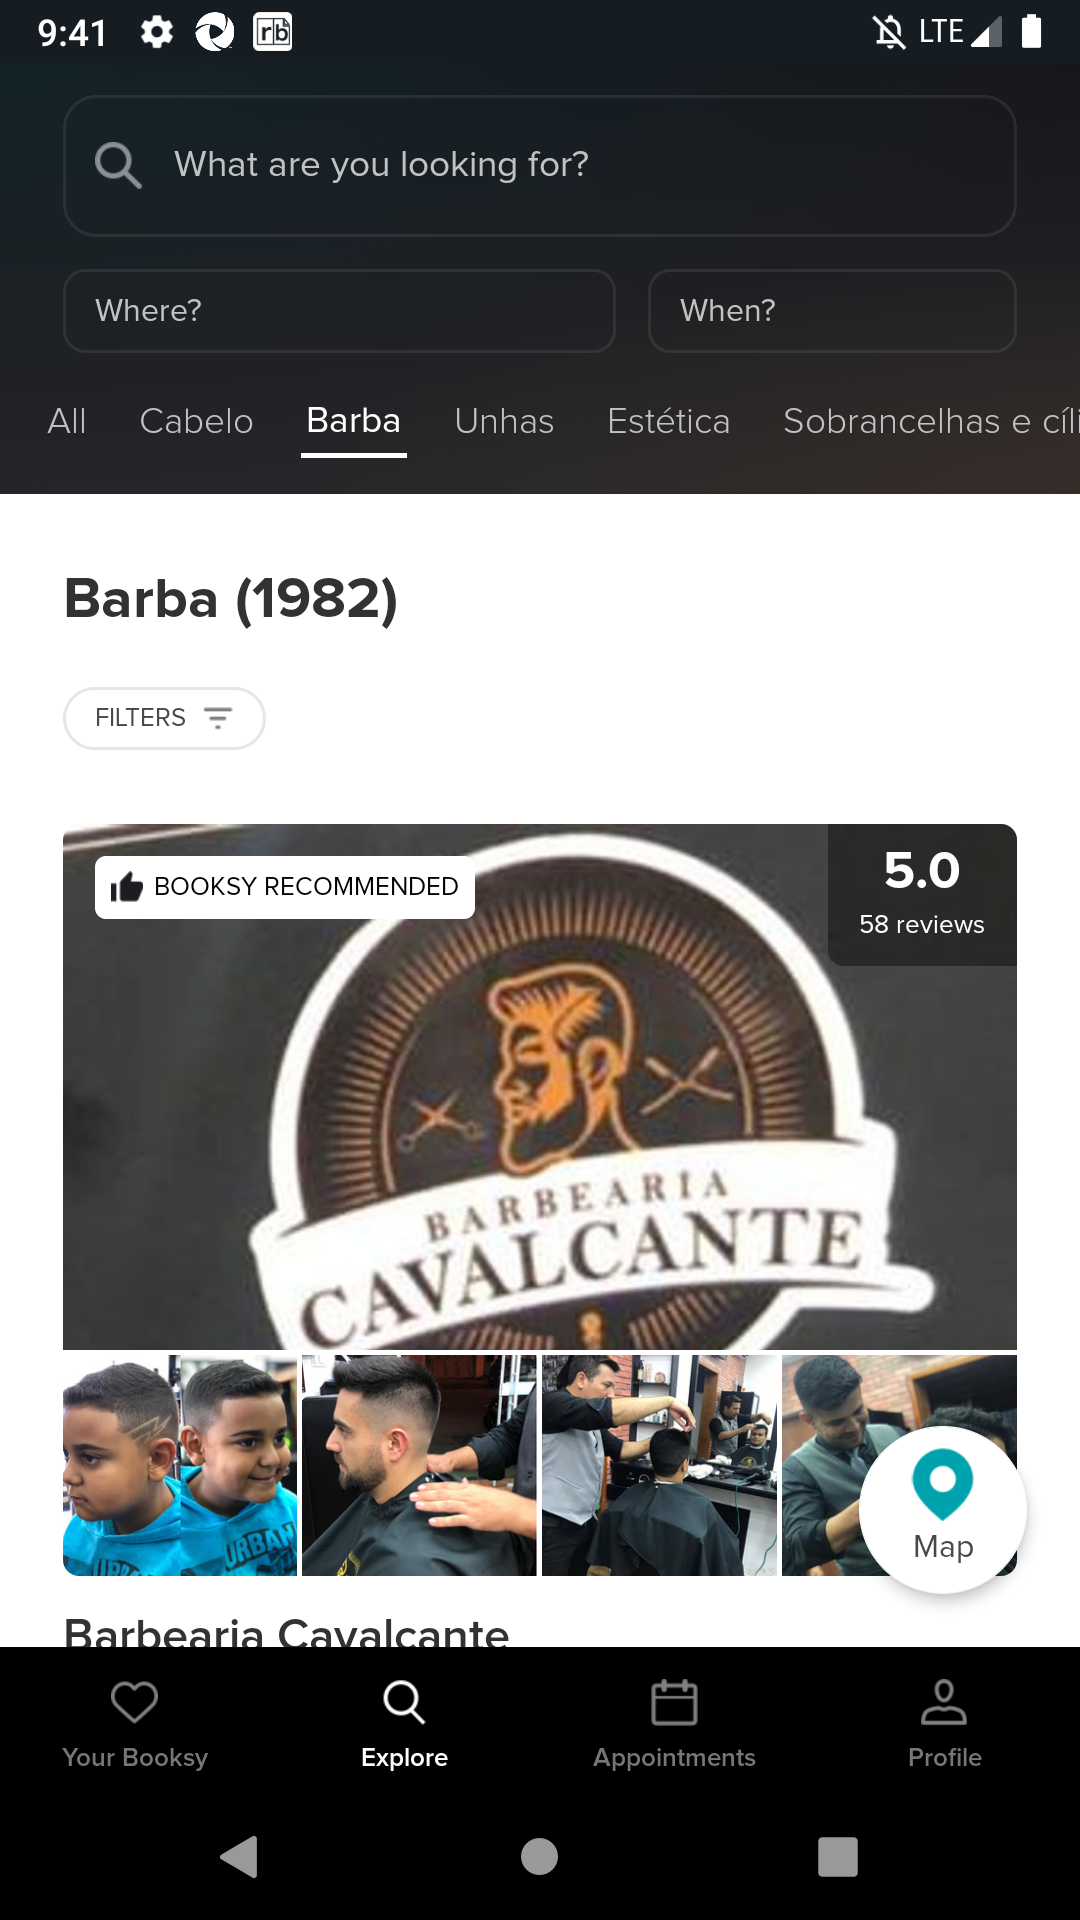 9:41
rb
LTE
What are you looking for?
Where?
When?
All
Cabelo
Barba
Unhas
Estética
Sobrancelhas e cíli
Barba (1982)
FILTERS
BOOKSY RECOMMENDED
5.0
58 reviews
BARBEARIA
CAVALCANTE
URBAN
Map
Barbearia Cavalcante
Your Booksy
Explore
Appointments
Profile